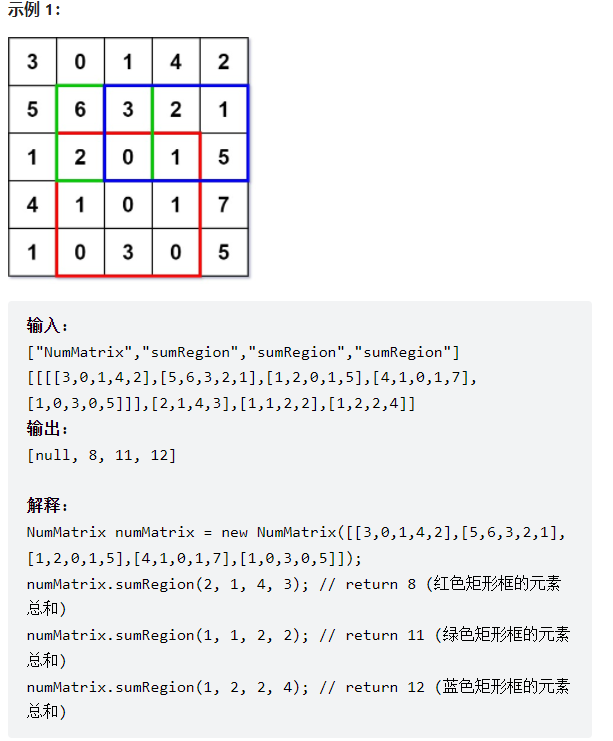 示例 1：
3 0 1 4 2
5 6 3 2 1
1 2 0 1 5
4 1 0 1 7
1 0 3 0 5
输入：
["NumMatrix","sumRegion","sumRegion","sumRegion"]
[[[[3,0,1,4,2],[5,6,3,2,1],[1,2,0,1,5],[4,1,0,1,7],
[1,0,3,0,5]]],[2,1,4,3],[1,1,2,2],[1,2,2,4]]
输出：
[null, 8, 11, 12]
解释：
NumMatrix numMatrix = new NumMatrix([[3,0,1,4,2],[5,6,3,2,1],
[1,2,0,1,5],[4,1,0,1,7],[1,0,3,0,5]]);
numMatrix.sumRegion(2, 1, 4, 3); // return 8 (红色矩形框的元素
总和)
numMatrix.sumRegion(1, 1, 2, 2); // return 11 (绿色矩形框的元素
总和)
numMatrix.sumRegion(1, 2, 2, 4); // return 12 (蓝色矩形框的元素
总和)